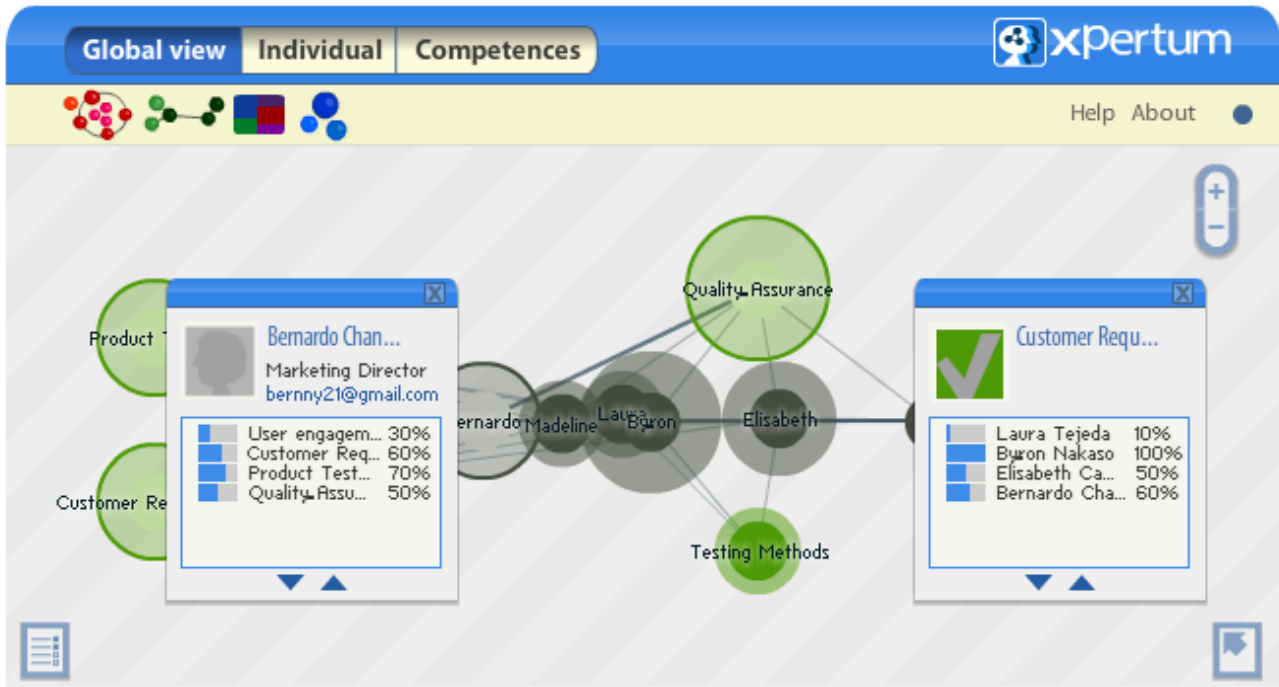 Global view Individual Competences
xpertum
Help About
+
−
Quality Assurance
Product T
X
Bernardo Chan...
Marketing Director
bernny21@gmail.com
User engagem... 30%
Customer Req... 60%
Product Test... 70%
Quality Assu... 50%
ernardo
Madeline
Laura
Byron
Elisabeth
X
Customer Requ...
Laura Tejeda 10%
Byron Nakaso 100%
Elisabeth Ca... 50%
Bernardo Cha... 60%
Customer Re
Testing Methods